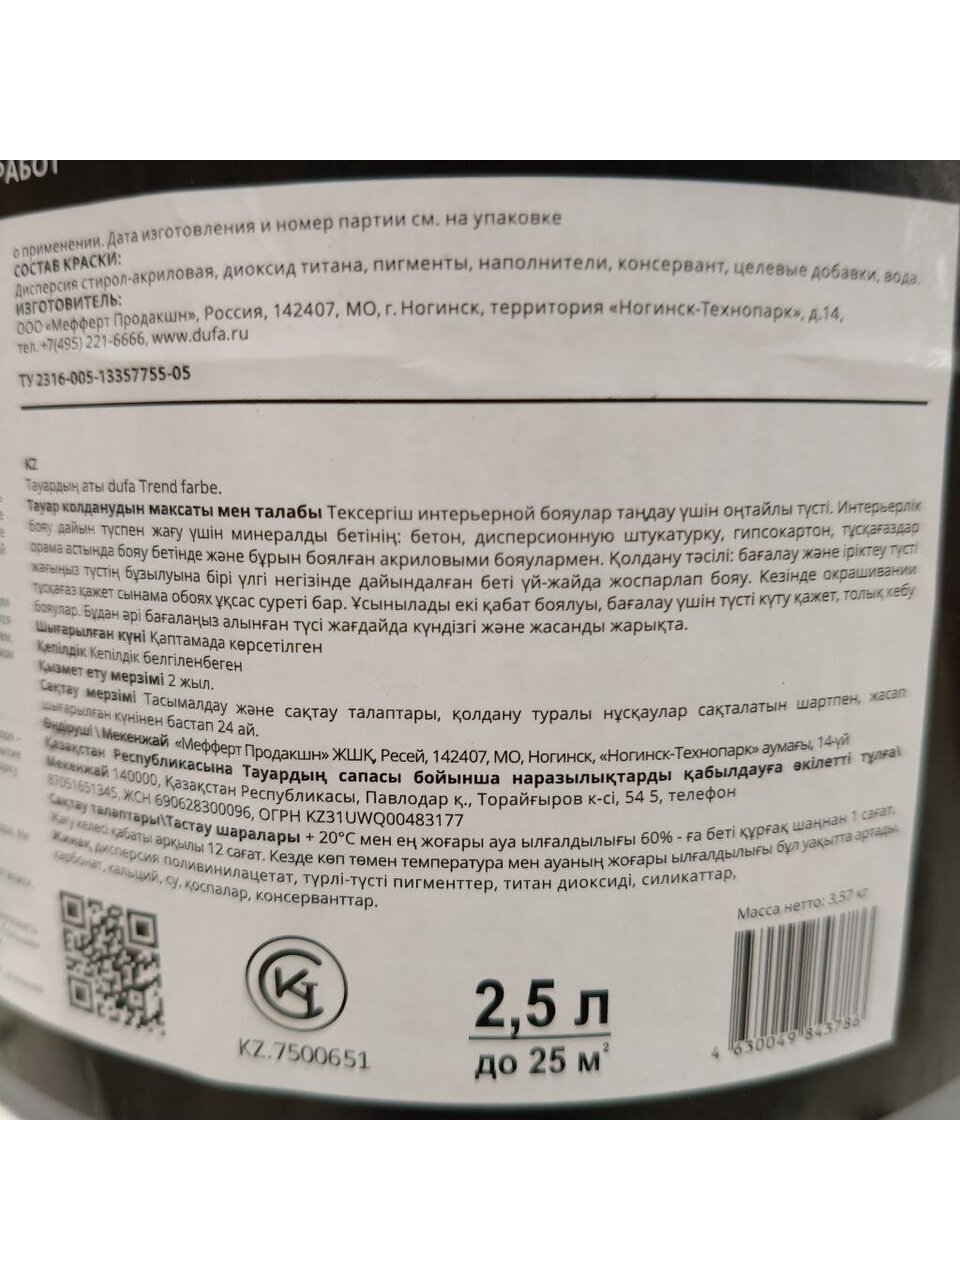 РАБОТ
о применении. Дата изготовления и номер партии см. на упаковке
СОСТАВ КРАСКИ:
Дисперсия стирол-акриловая, диоксид титана, пигменты, наполнители, консервант, целевые добавки, вода.
ИЗГОТОВИТЕЛЬ:
ООО «Мефферт Продакшн», Россия, 142407, МО, г. Ногинск, территория «Ногинск-Технопарк», д.14,
тел. +7(495) 221-6666, www.dufa.ru
ТУ 2316-005-13357755-05
KZ
Тауардың аты dufa Trend farbe.
Тауар колданудын максаты мен талабы Тексергіш интерьерной бояулар таңдау үшін оңтайлы түсті. Интерьерлік
бояу дайын түспен жағу үшін минералды бетінің: бетон, дисперсионную штукатурку, гипсокартон, тұсқағаздар
орама астында бояу бетінде және бұрын боялған акриловыми бояулармен. Қолдану тәсілі: бағалау және іріктеу түсті
жағыңыз түстің бұзылуына бірі үлгі негізінде дайындалған беті үй-жайда жоспарлап бояу. Кезінде окрашивании
тұсқағаз қажет сынама обоях ұқсас суреті бар. Ұсынылады екі қабат боялуы, бағалау үшін түсті күту қажет, толық кебу
бояулар. Бұдан әрі бағалаңыз алынған түсі жағдайда күндізгі және жасанды жарықта.
Шығарылған күні Қаптамада көрсетілген
Кепілдік Кепілдік белгіленбеген
Қызмет ету мерзімі 2 жыл.
Сақтау мерзімі Тасымалдау және сақтау талаптары, қолдану туралы нұсқаулар сақталатын шартпен, жасап
шығарылған күнінен бастап 24 ай.
Өндіруші \ Мекенжай «Мефферт Продакшн» ЖШҚ, Ресей, 142407, МО, Ногинск, «Ногинск-Технопарк» аумағы, 14-үй
Қазақстан Республикасына Тауардың сапасы бойынша наразылықтарды қабылдауға өкілетті тұлға\
Мекенжай 140000, Қазақстан Республикасы, Павлодар қ., Торайғыров к-сі, 54 5, телефон
87051651345, ЖСН 690628300096, ОГРН KZ31UWQ00483177
Сақтау талаптары\Тастау шаралары + 20°С мен ең жоғары ауа ылғалдылығы 60% - ға беті құрғақ шаңнан 1 сағат.
Жағу келесі қабаты арқылы 12 сағат. Кезде көп төмен температура мен ауаның жоғары ылғалдылығы бұл уақытта артады.
Жинақ, дисперсия поливинилацетат, түрлі-түсті пигменттер, титан диоксиді, силикаттар,
карбонат, кальций, су, қоспалар, консерванттар.
Масса нетто: 3,57 кг
KZ.7500651
2,5 л
до 25 м²
4 630049 843786